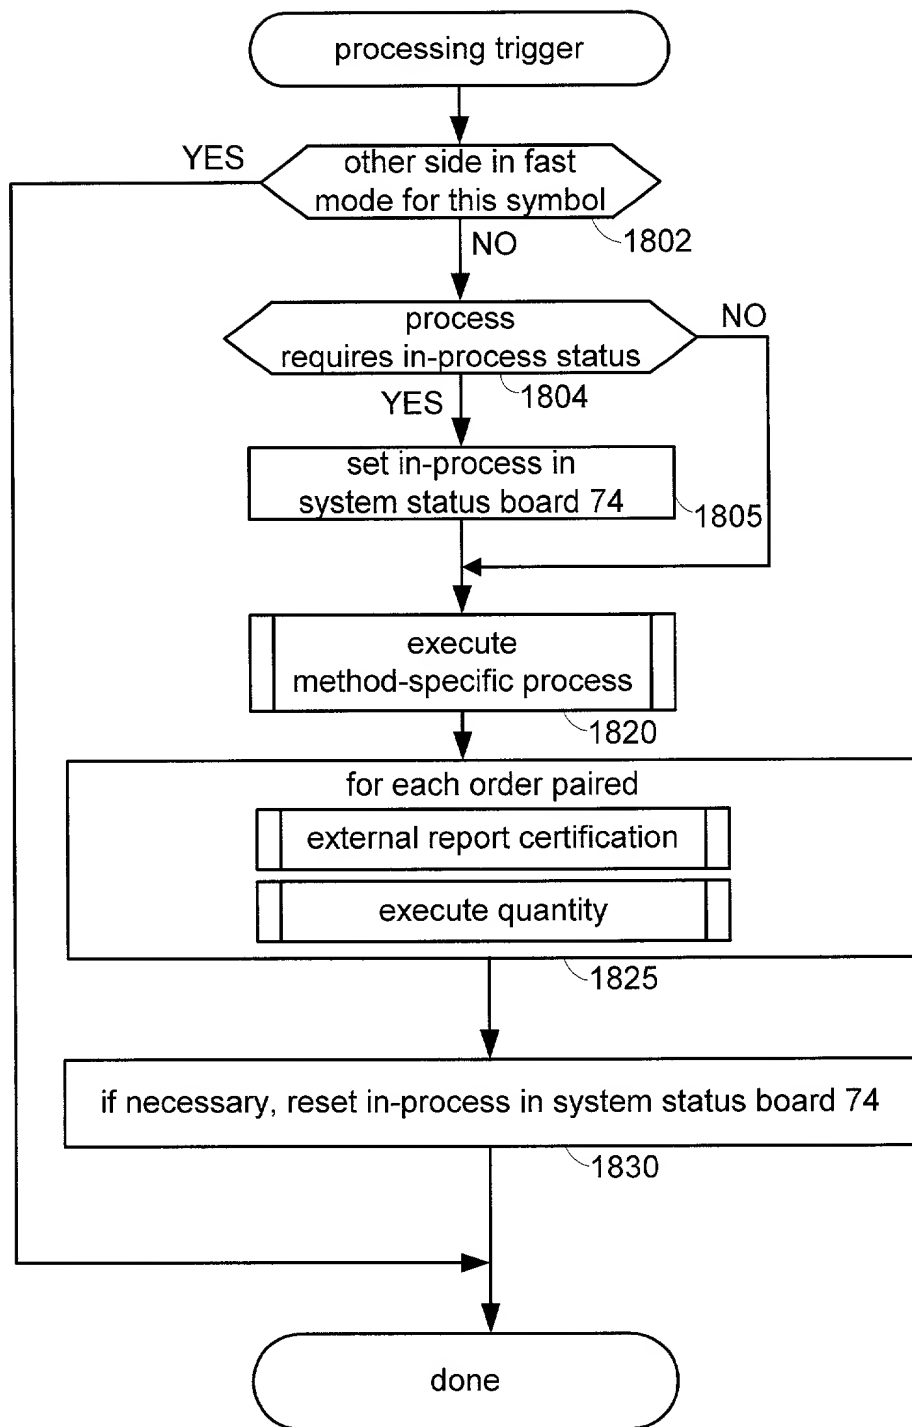 processing trigger
YES
other side in fast
mode for this symbol
1802
NO
process
requires in-process status
NO
1804
YES
set in-process in
system status board 74
1805
execute
method-specific process
1820
for each order paired
external report certification
execute quantity
1825
if necessary, reset in-process in system status board 74
1830
done